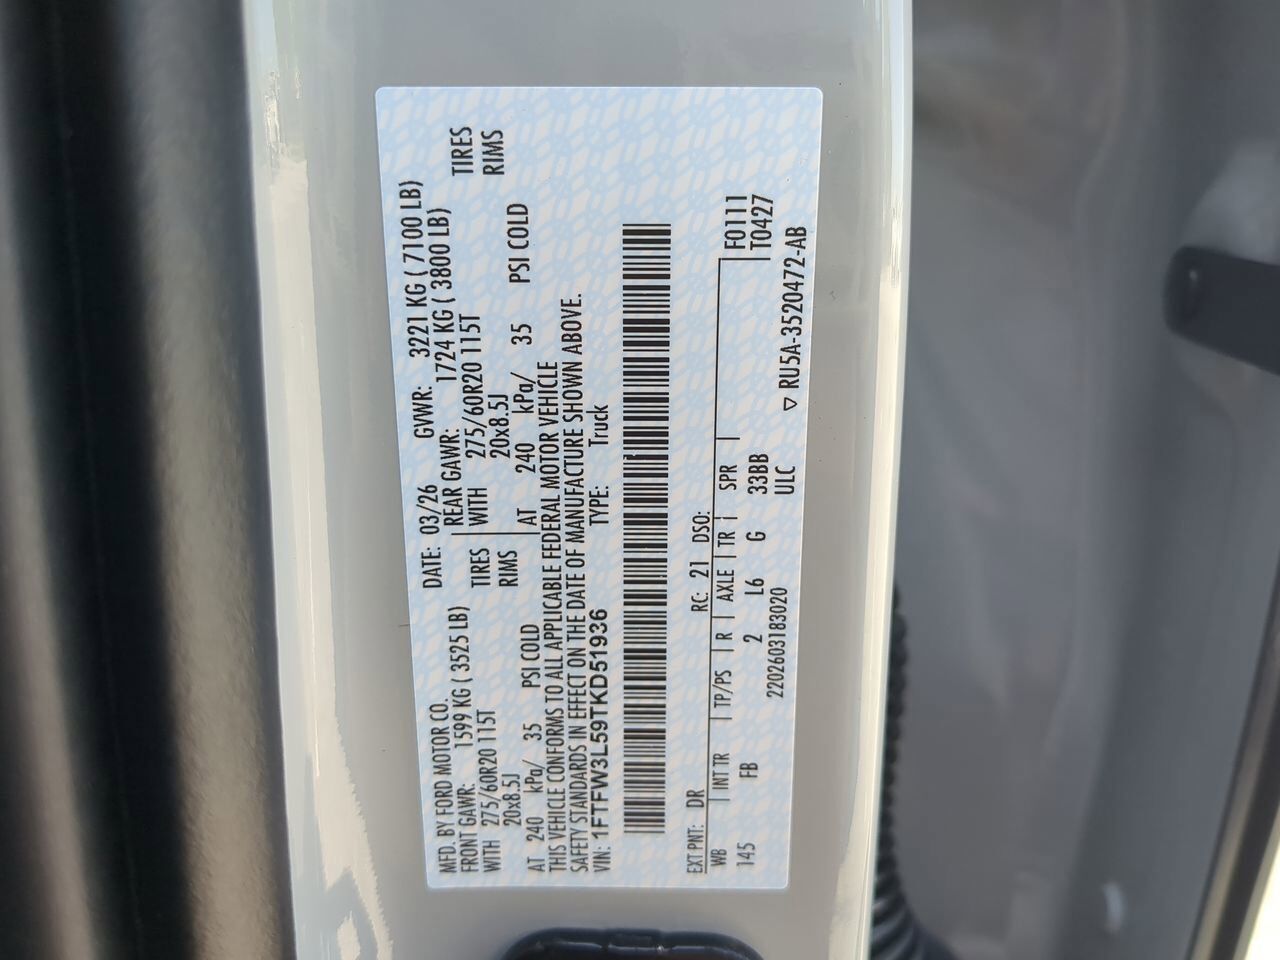 MFD. BY FORD MOTOR CO.
DATE: 03/26 GVWR: 3221 KG ( 7100 LB)
FRONT GAWR: 1599 KG ( 3525 LB)
REAR GAWR: 1724 KG ( 3800 LB)
WITH 275/60R20 115T TIRES
WITH 275/60R20 115T TIRES
20x8.5J RIMS
20x8.5J RIMS
AT 240 kPa/ 35 PSI COLD
AT 240 kPa/ 35 PSI COLD
THIS VEHICLE CONFORMS TO ALL APPLICABLE FEDERAL MOTOR VEHICLE
SAFETY STANDARDS IN EFFECT ON THE DATE OF MANUFACTURE SHOWN ABOVE.
VIN: 1FTFW3L59TKD51936 TYPE: Truck
EXT PNT: DR RC: 21 DSO: F0111
WB INT TR TP/PS R AXLE TR SPR T0427
145 FB 2 L6 G 33BB
2202603183020 ULC ▽ RU5A-3520472-AB